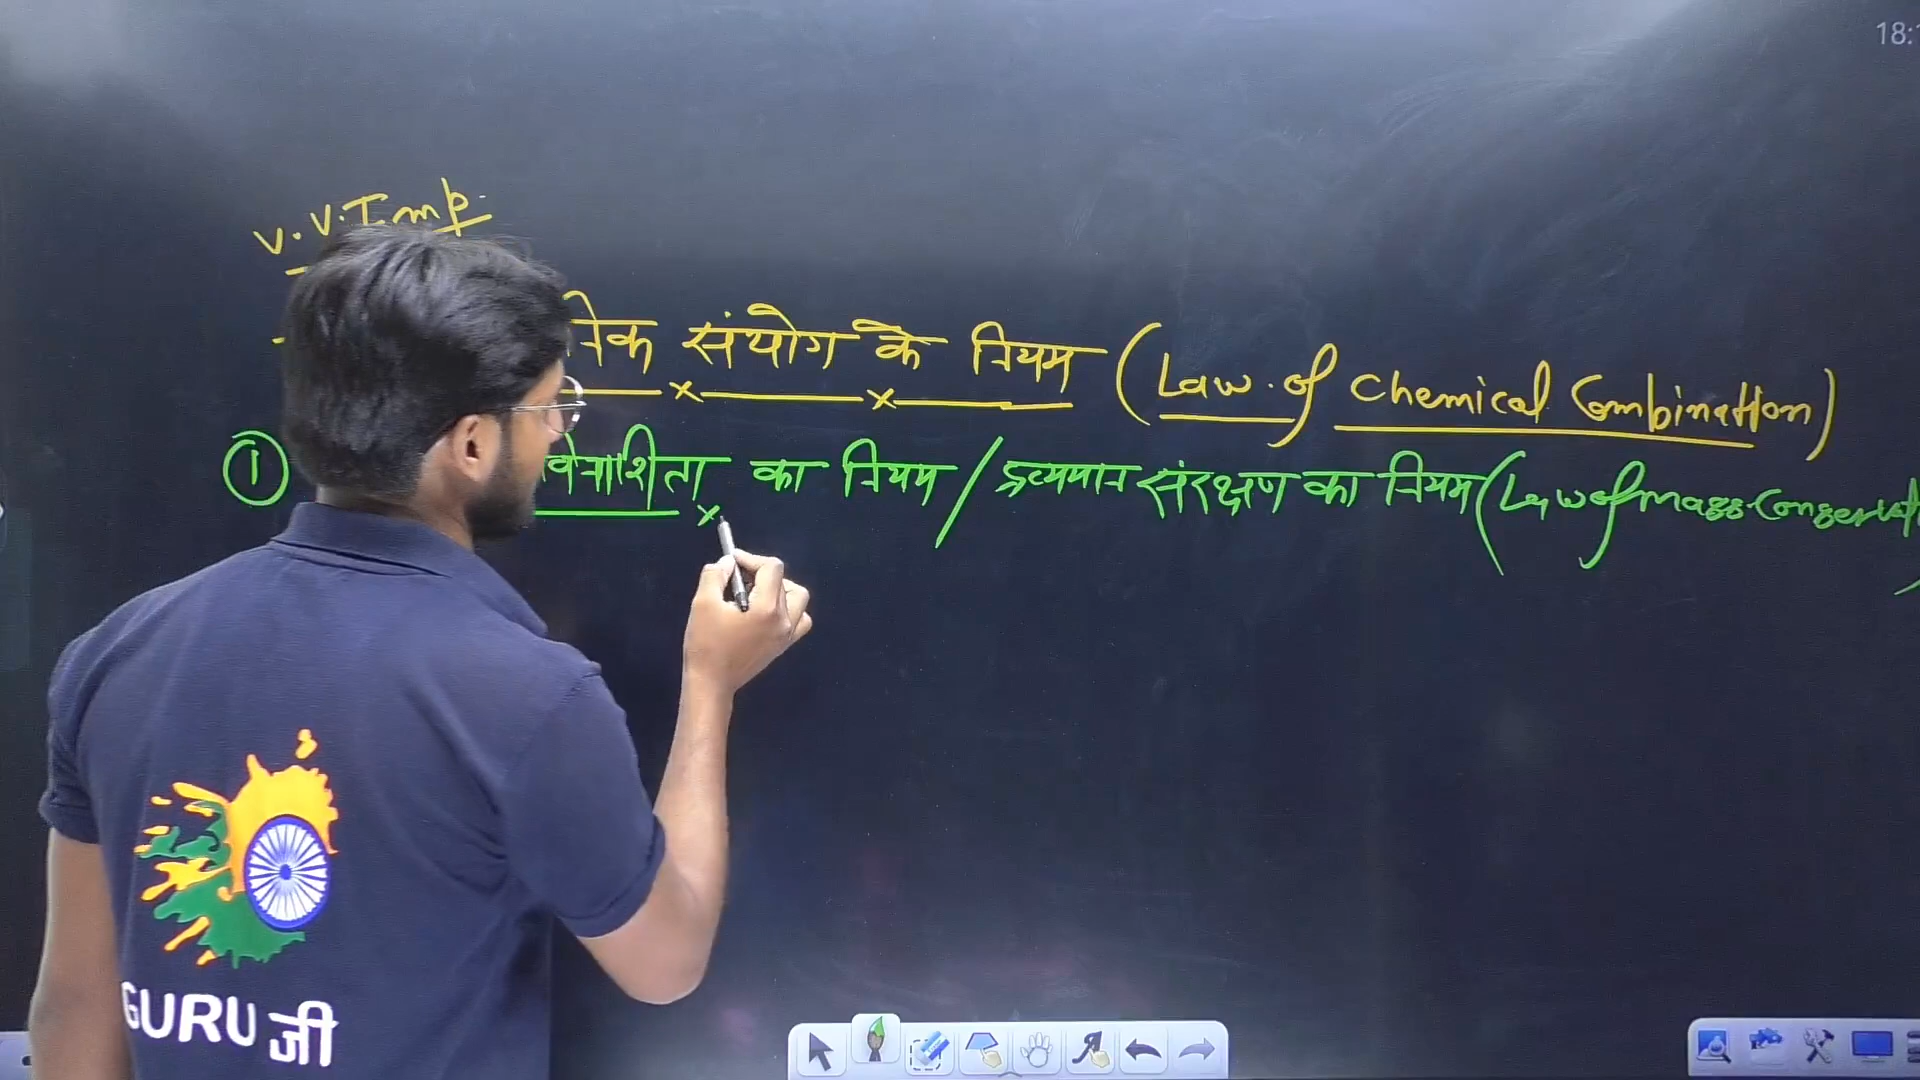 18:
V. V. Imp.
संयोग के नियम (Law of Chemical Combination)
① का नियम / द्रव्यमान संरक्षण का नियम (Law of mass
GURU जी